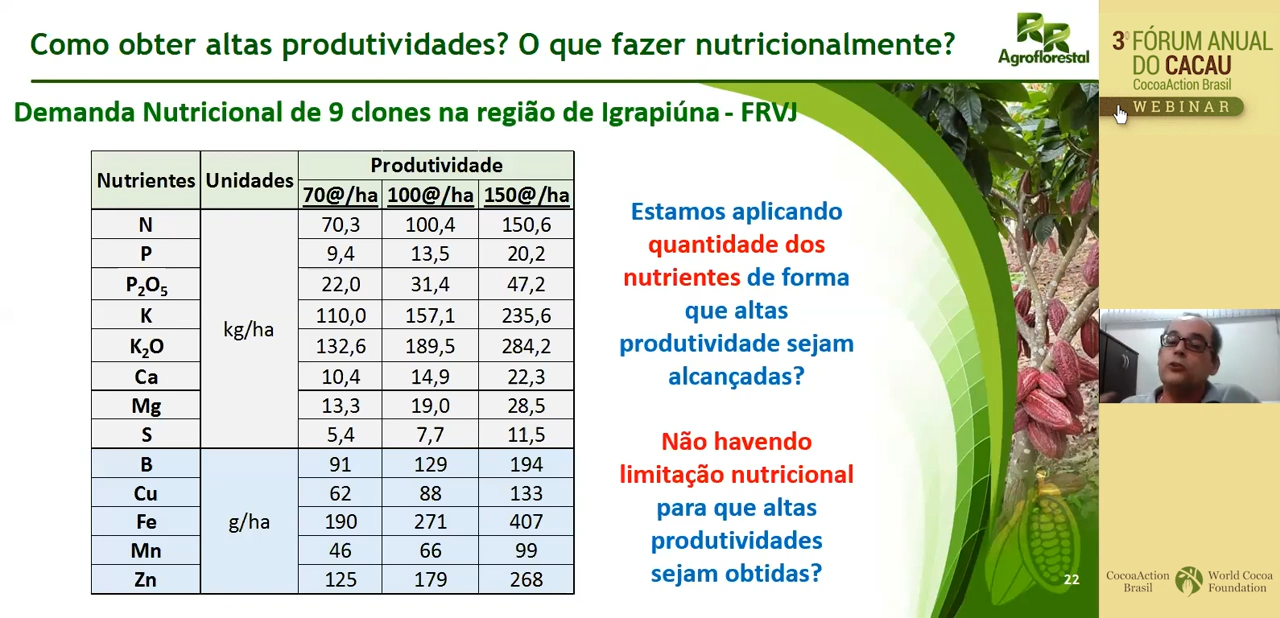 Como obter altas produtividades? O que fazer nutricionalmente?
RR
Agroflorestal
Demanda Nutricional de 9 clones na região de Igrapiúna - FRVJ
Nutrientes Unidades Produtividade
70@/ha 100@/ha 150@/ha
N 70,3 100,4 150,6
P 9,4 13,5 20,2
P₂O₅ 22,0 31,4 47,2
K 110,0 157,1 235,6
kg/ha
K₂O 132,6 189,5 284,2
Ca 10,4 14,9 22,3
Mg 13,3 19,0 28,5
S 5,4 7,7 11,5
B 91 129 194
Cu 62 88 133
Fe g/ha 190 271 407
Mn 46 66 99
Zn 125 179 268
Estamos aplicando
quantidade dos
nutrientes de forma
que altas
produtividade sejam
alcançadas?
Não havendo
limitação nutricional
para que altas
produtividades
sejam obtidas?
22
3º FÓRUM ANUAL
DO CACAU
CocoaAction Brasil
WEBINAR
CocoaAction
Brasil
World Cocoa
Foundation